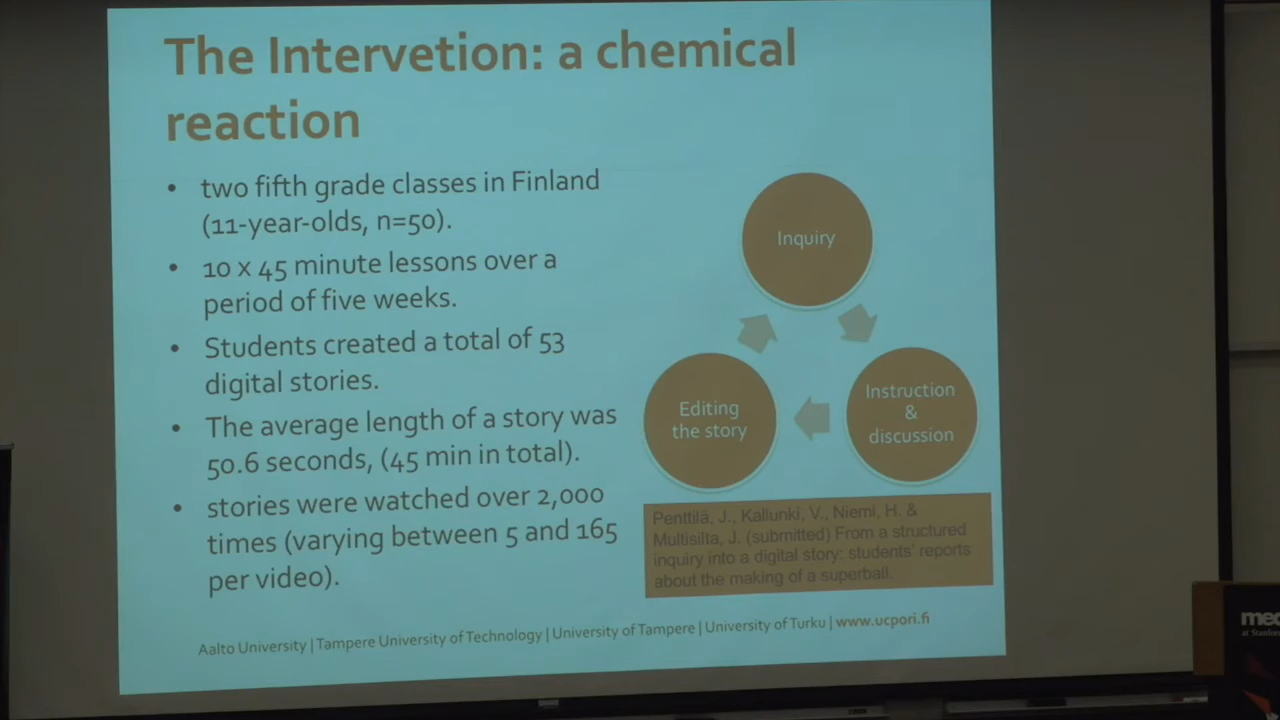 The Intervetion: a chemical
reaction
• two fifth grade classes in Finland
(11-year-olds, n=50).
• 10 x 45 minute lessons over a
period of five weeks.
• Students created a total of 53
digital stories.
• The average length of a story was
50.6 seconds, (45 min in total).
• stories were watched over 2,000
times (varying between 5 and 165
per video).
Inquiry
Instruction
&
discussion
Editing
the story
Penttilä, J., Kallunki, V., Niemi, H. &
Multisilta, J. (submitted) From a structured
inquiry into a digital story: students' reports
about the making of a superball.
Aalto University | Tampere University of Technology | University of Tampere | University of Turku | www.ucpori.fi